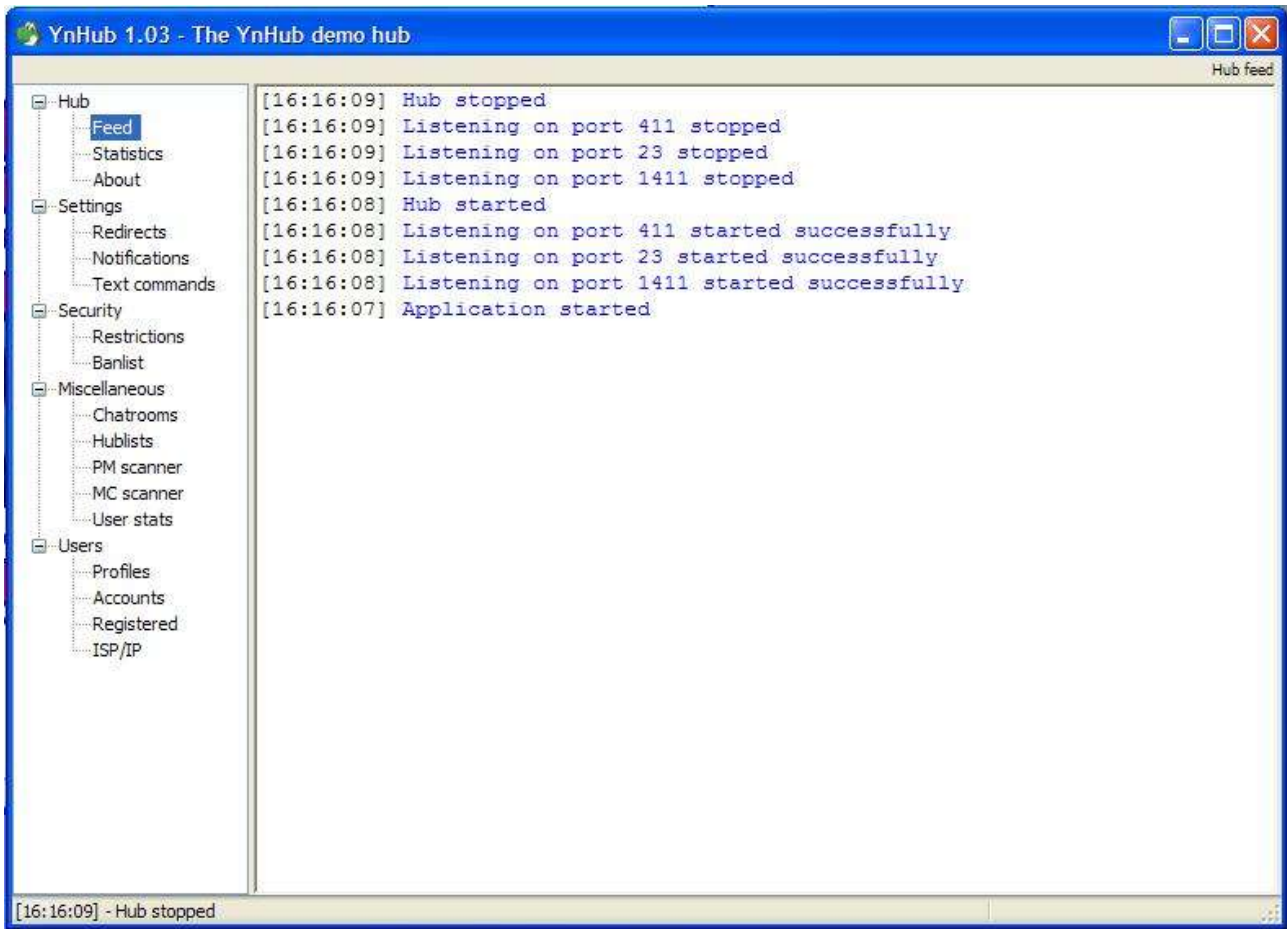 YnHub 1.03 - The YnHub demo hub
Hub feed
Hub
Feed
Statistics
About
Settings
Redirects
Notifications
Text commands
Security
Restrictions
Banlist
Miscellaneous
Chatrooms
Hublists
PM scanner
MC scanner
User stats
Users
Profiles
Accounts
Registered
ISP/IP
[16:16:09] Hub stopped
[16:16:09] Listening on port 411 stopped
[16:16:09] Listening on port 23 stopped
[16:16:09] Listening on port 1411 stopped
[16:16:08] Hub started
[16:16:08] Listening on port 411 started successfully
[16:16:08] Listening on port 23 started successfully
[16:16:08] Listening on port 1411 started successfully
[16:16:07] Application started
[16:16:09] - Hub stopped